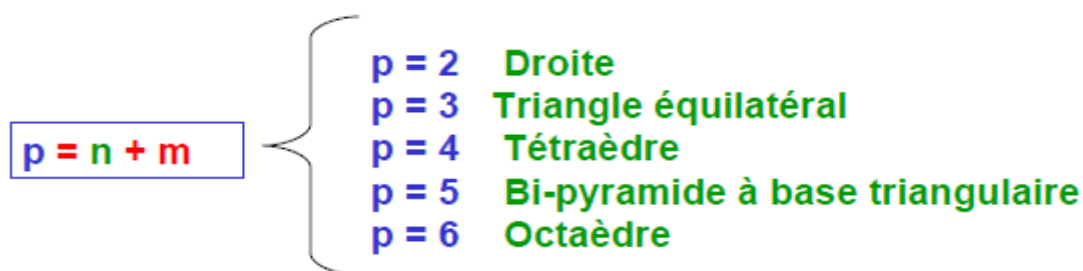 p = 2 Droite
p = 3 Triangle équilatéral
p = n + m
p = 4 Tétraèdre
p = 5 Bi-pyramide à base triangulaire
p = 6 Octaèdre